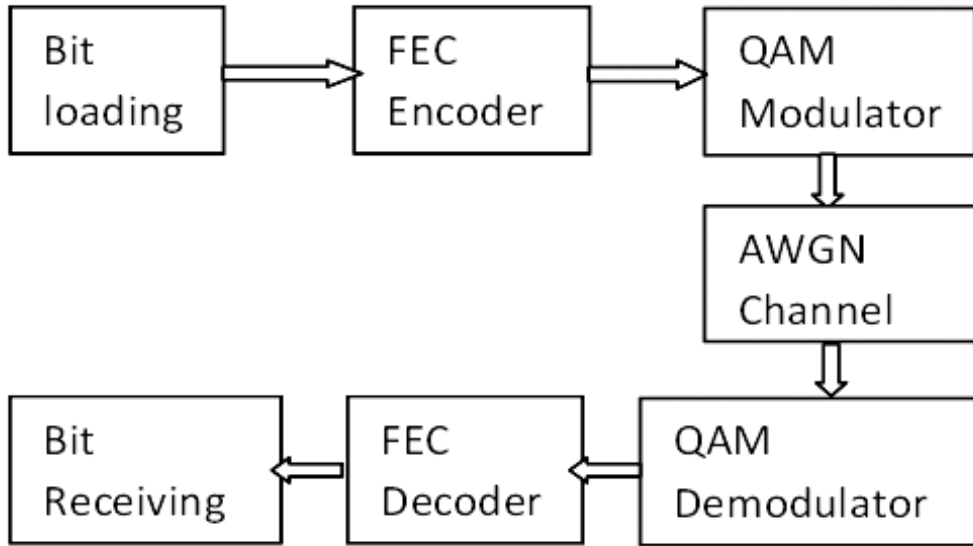 Bit
loading
FEC
Encoder
QAM
Modulator
AWGN
Channel
QAM
Demodulator
FEC
Decoder
Bit
Receiving